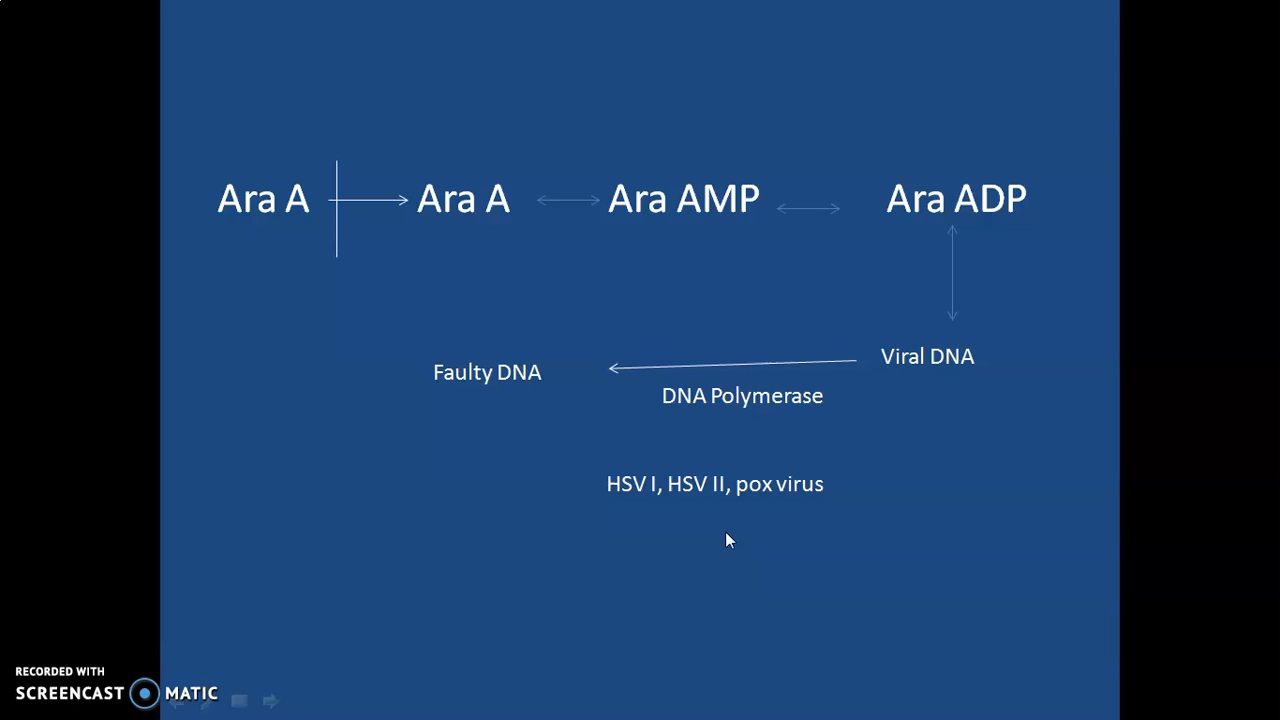 Ara A Ara A Ara AMP Ara ADP
Viral DNA
Faulty DNA
DNA Polymerase
HSV I, HSV II, pox virus
RECORDED WITH
SCREENCAST MATIC